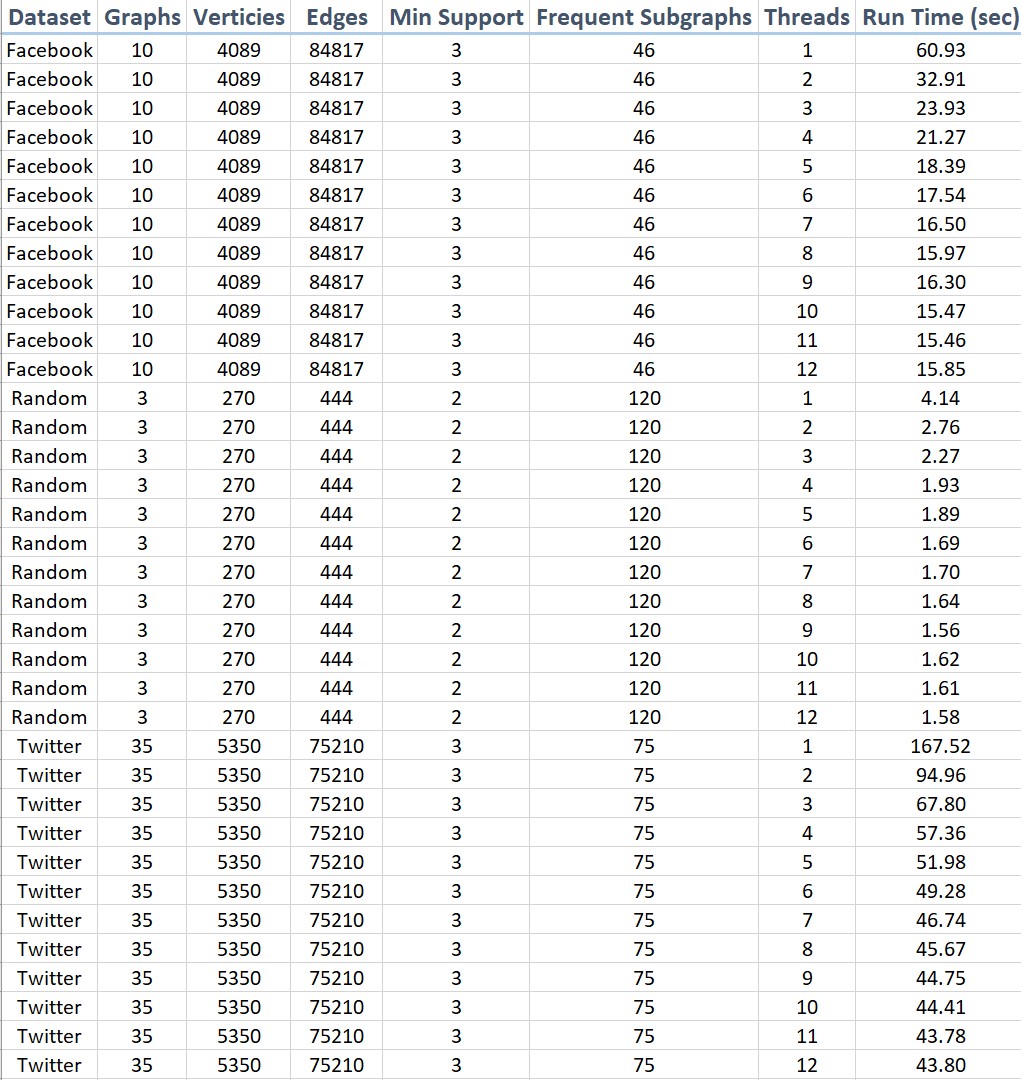 Dataset Graphs Verticies Edges Min Support Frequent Subgraphs Threads Run Time (sec)
Facebook 10 4089 84817 3 46 1 60.93
Facebook 10 4089 84817 3 46 2 32.91
Facebook 10 4089 84817 3 46 3 23.93
Facebook 10 4089 84817 3 46 4 21.27
Facebook 10 4089 84817 3 46 5 18.39
Facebook 10 4089 84817 3 46 6 17.54
Facebook 10 4089 84817 3 46 7 16.50
Facebook 10 4089 84817 3 46 8 15.97
Facebook 10 4089 84817 3 46 9 16.30
Facebook 10 4089 84817 3 46 10 15.47
Facebook 10 4089 84817 3 46 11 15.46
Facebook 10 4089 84817 3 46 12 15.85
Random 3 270 444 2 120 1 4.14
Random 3 270 444 2 120 2 2.76
Random 3 270 444 2 120 3 2.27
Random 3 270 444 2 120 4 1.93
Random 3 270 444 2 120 5 1.89
Random 3 270 444 2 120 6 1.69
Random 3 270 444 2 120 7 1.70
Random 3 270 444 2 120 8 1.64
Random 3 270 444 2 120 9 1.56
Random 3 270 444 2 120 10 1.62
Random 3 270 444 2 120 11 1.61
Random 3 270 444 2 120 12 1.58
Twitter 35 5350 75210 3 75 1 167.52
Twitter 35 5350 75210 3 75 2 94.96
Twitter 35 5350 75210 3 75 3 67.80
Twitter 35 5350 75210 3 75 4 57.36
Twitter 35 5350 75210 3 75 5 51.98
Twitter 35 5350 75210 3 75 6 49.28
Twitter 35 5350 75210 3 75 7 46.74
Twitter 35 5350 75210 3 75 8 45.67
Twitter 35 5350 75210 3 75 9 44.75
Twitter 35 5350 75210 3 75 10 44.41
Twitter 35 5350 75210 3 75 11 43.78
Twitter 35 5350 75210 3 75 12 43.80